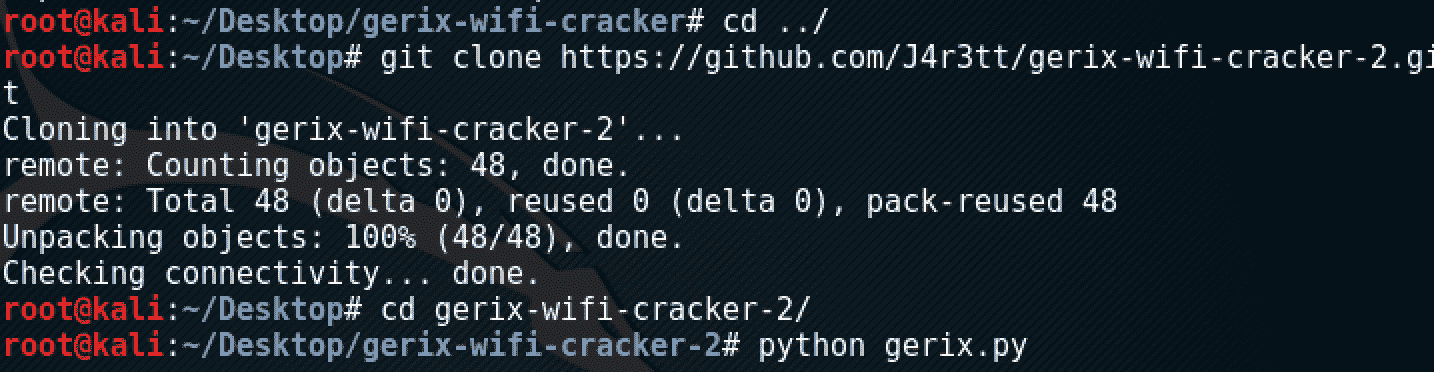 root@kali:~/Desktop/gerix-wifi-cracker# cd ../
root@kali:~/Desktop# git clone https://github.com/J4r3tt/gerix-wifi-cracker-2.gi
t
Cloning into 'gerix-wifi-cracker-2'...
remote: Counting objects: 48, done.
remote: Total 48 (delta 0), reused 0 (delta 0), pack-reused 48
Unpacking objects: 100% (48/48), done.
Checking connectivity... done.
root@kali:~/Desktop# cd gerix-wifi-cracker-2/
root@kali:~/Desktop/gerix-wifi-cracker-2# python gerix.py